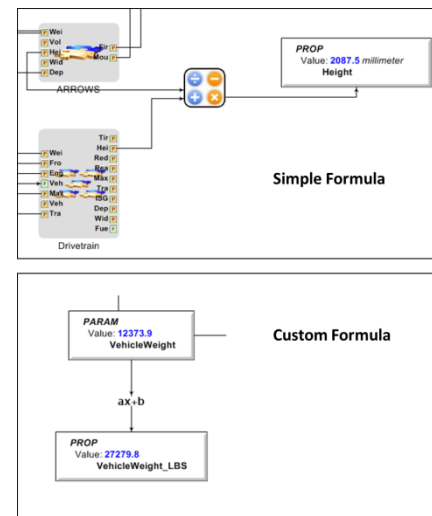 Wei
Vol
Hei
Wid
Dep
Eir
Mou
ARROWS
PROP
Value: 2087.5 millimeter
Height
Simple Formula
Wei
Fro
Eng
Veh
Max
Veh
Tra
Tir
Hei
Red
Rea
Max
Tra
ISG
Dep
Wid
Fue
Drivetrain
PARAM
Value: 12373.9
VehicleWeight
Custom Formula
ax+b
PROP
Value: 27279.8
VehicleWeight_LBS